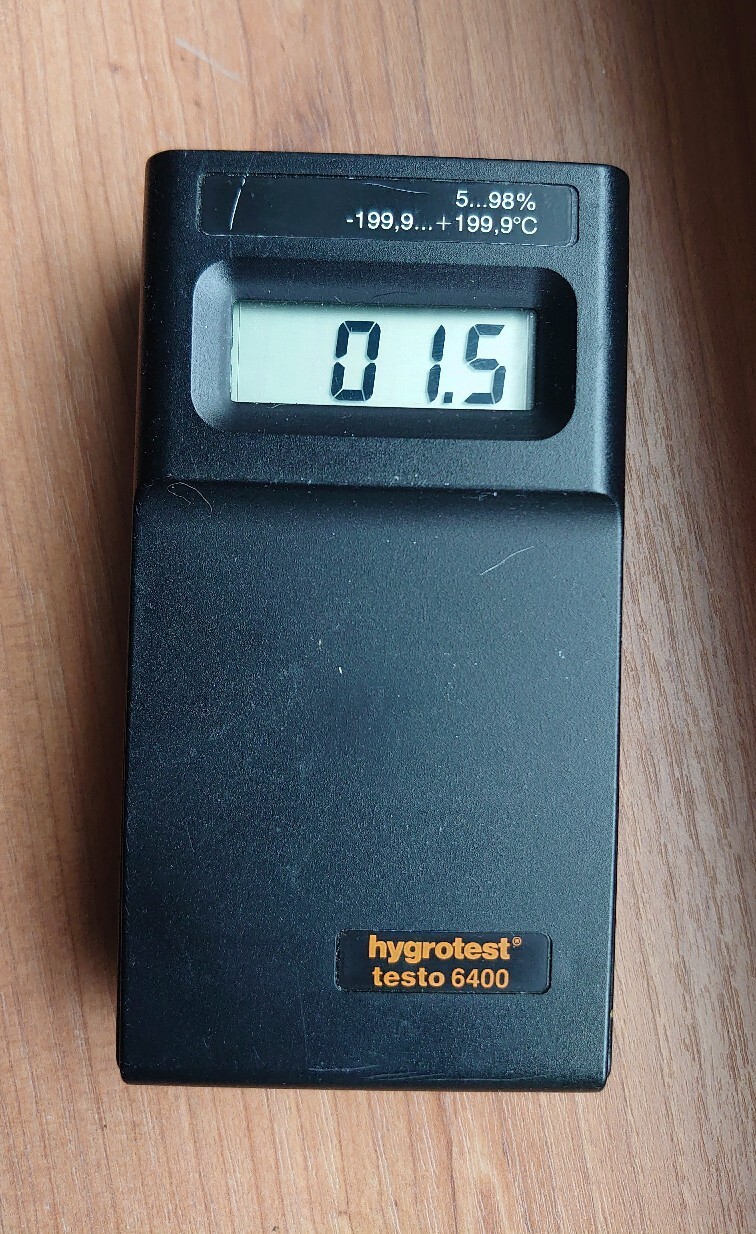 5...98%
-199,9...+199,9°C
01.5
hygrotest®
testo 6400